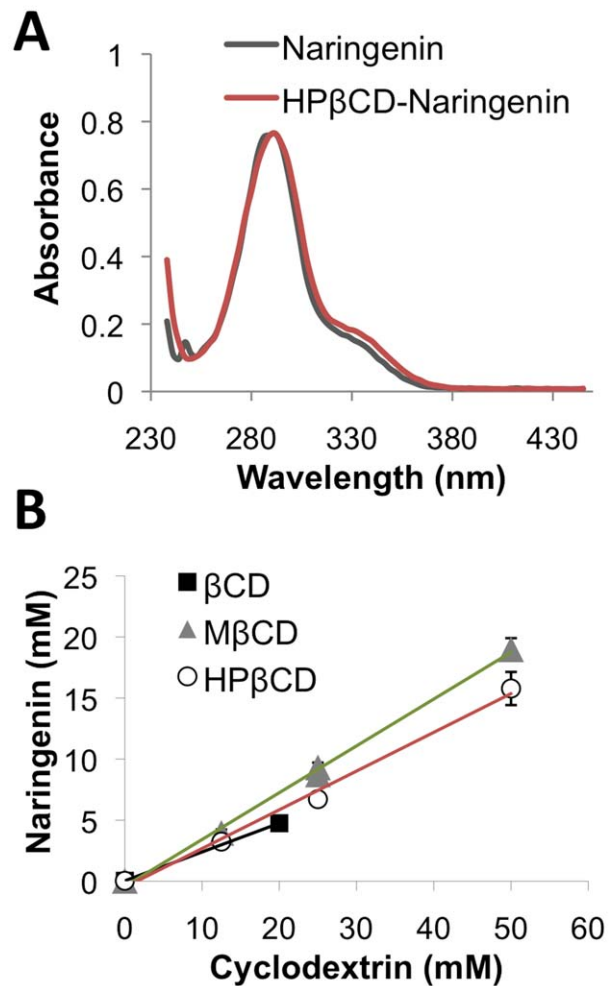 A
Naringenin
HPβCD-Naringenin
1
0.8
0.6
0.4
0.2
0
Absorbance
230 280 330 380 430
Wavelength (nm)
B
βCD
MβCD
HPβCD
25
20
15
10
5
0
Naringenin (mM)
0 10 20 30 40 50 60
Cyclodextrin (mM)